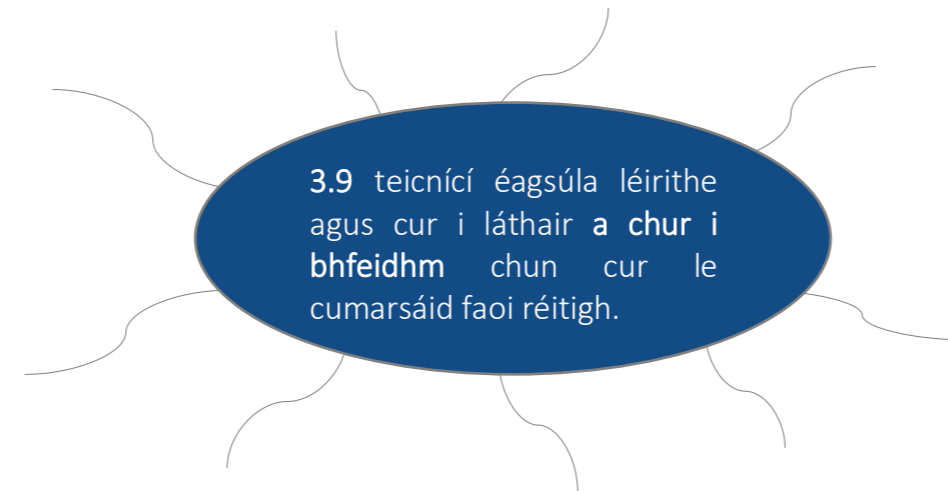 3.9 teicnící éagsúla léirithe
agus cur i láthair a chur i
bhfeidhm chun cur le
cumarsáid faoi réitigh.